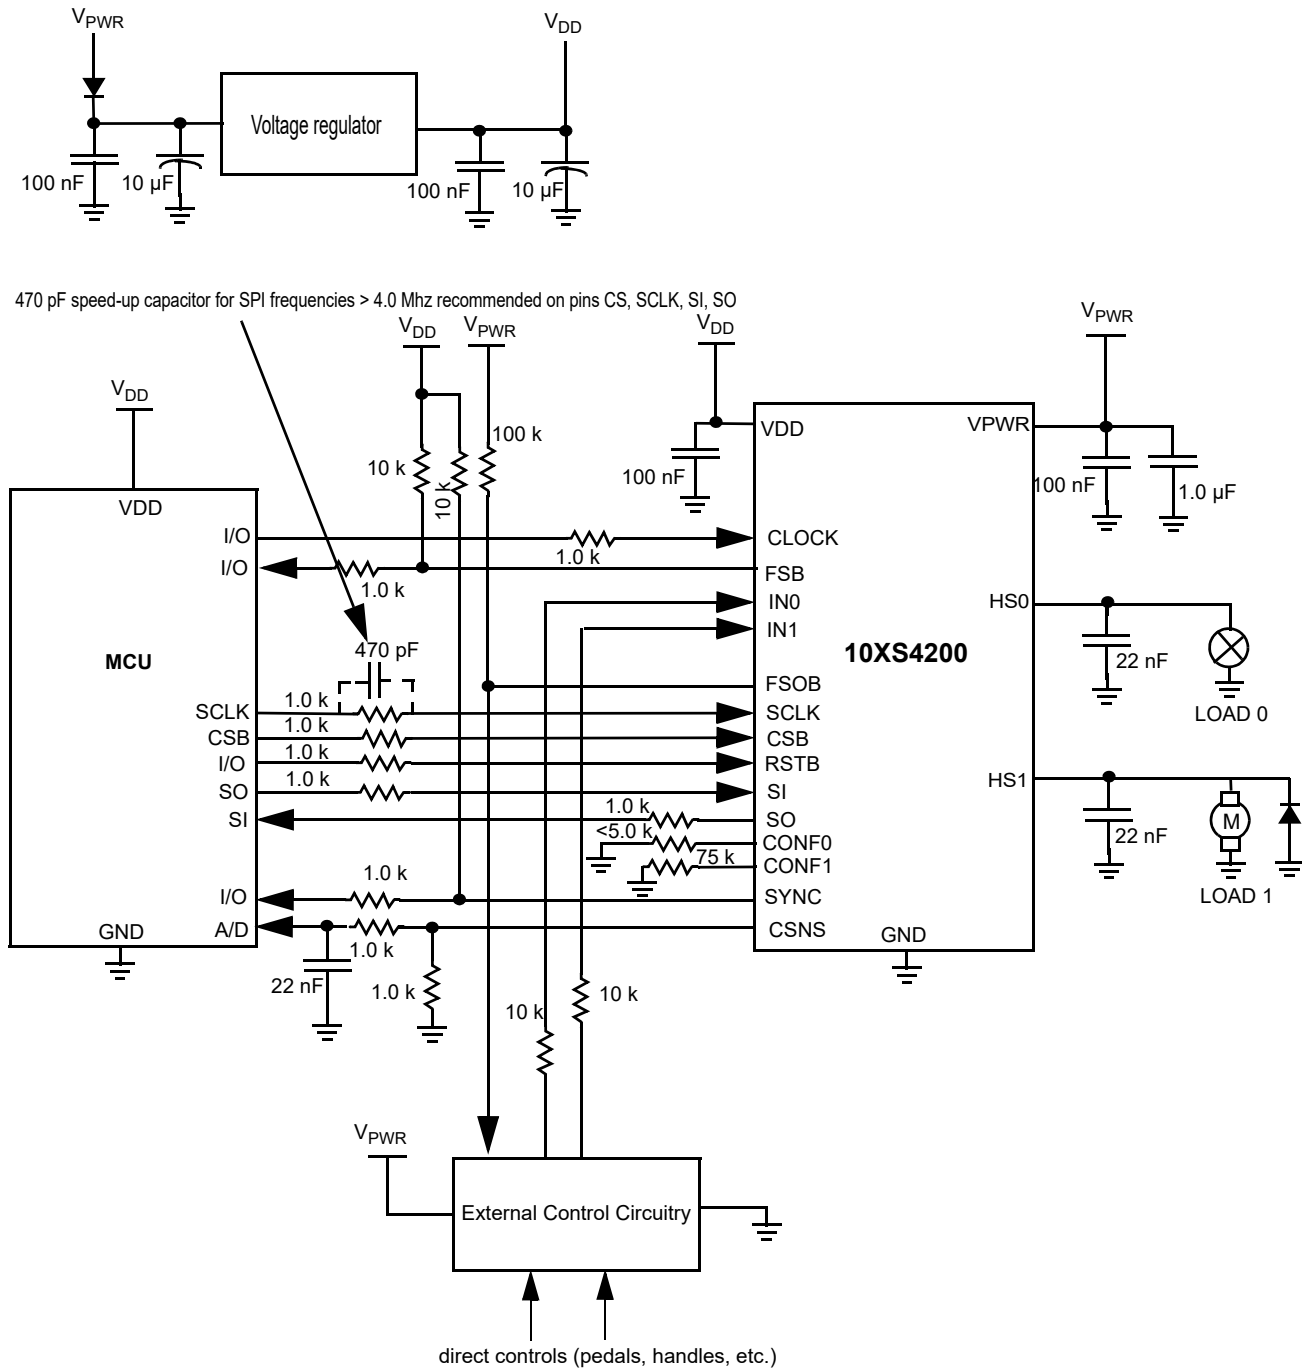 VPWR
VDD
Voltage regulator
100 nF
10 µF
100 nF
10 µF
470 pF speed-up capacitor for SPI frequencies > 4.0 Mhz recommended on pins CS, SCLK, SI, SO
VDD
VPWR
VDD
VPWR
VDD
100 k
10 k
10 k
VDD
VPWR
100 nF
100 nF
1.0 µF
VDD
I/O
1.0 k
CLOCK
I/O
1.0 k
FSB
IN0
HS0
IN1
MCU
470 pF
10XS4200
22 nF
FSOB
LOAD 0
SCLK
1.0 k
SCLK
CSB
1.0 k
CSB
I/O
1.0 k
RSTB
HS1
SO
1.0 k
SI
SI
1.0 k
SO
M
22 nF
<5.0 k
CONF0
75 k
CONF1
I/O
1.0 k
SYNC
LOAD 1
GND
A/D
1.0 k
CSNS
GND
22 nF
1.0 k
10 k
10 k
VPWR
External Control Circuitry
direct controls (pedals, handles, etc.)